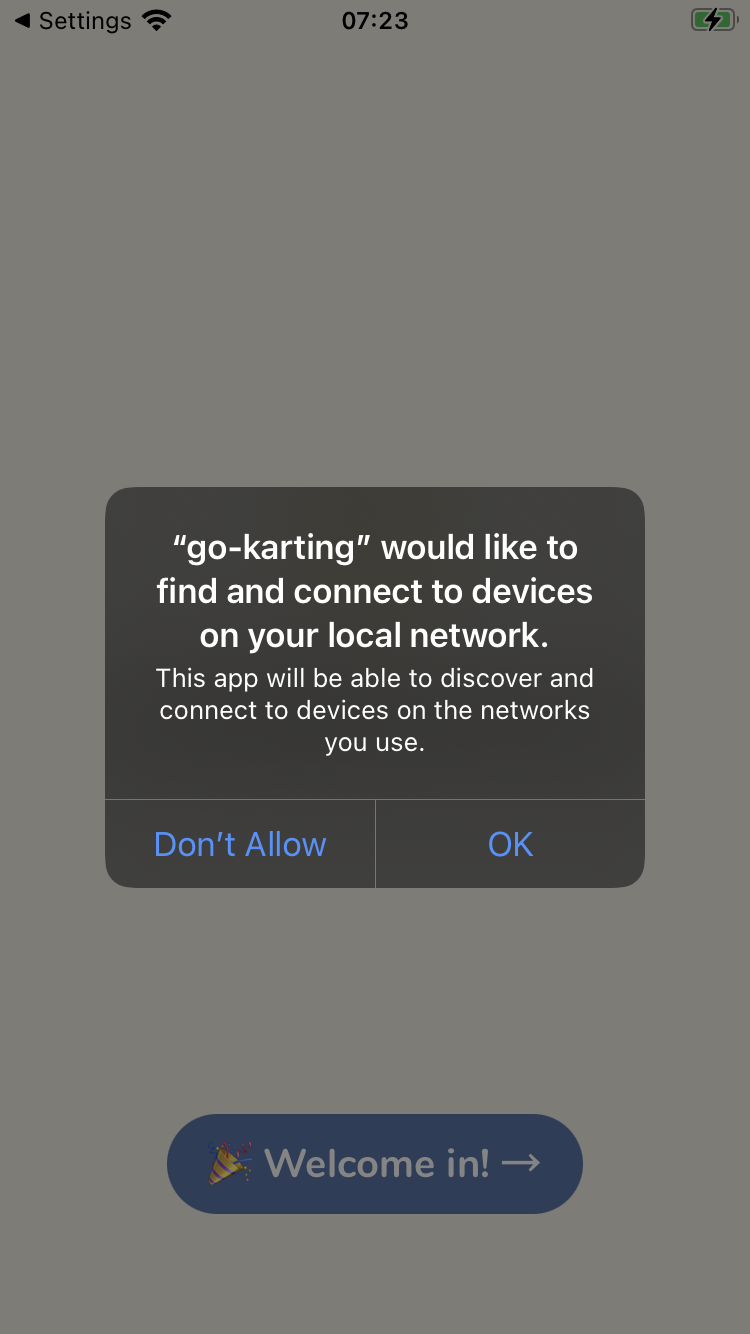 ◀ Settings
07:23
“go-karting” would like to
find and connect to devices
on your local network.
This app will be able to discover and
connect to devices on the networks
you use.
Don’t Allow
OK
🎉 Welcome in! →